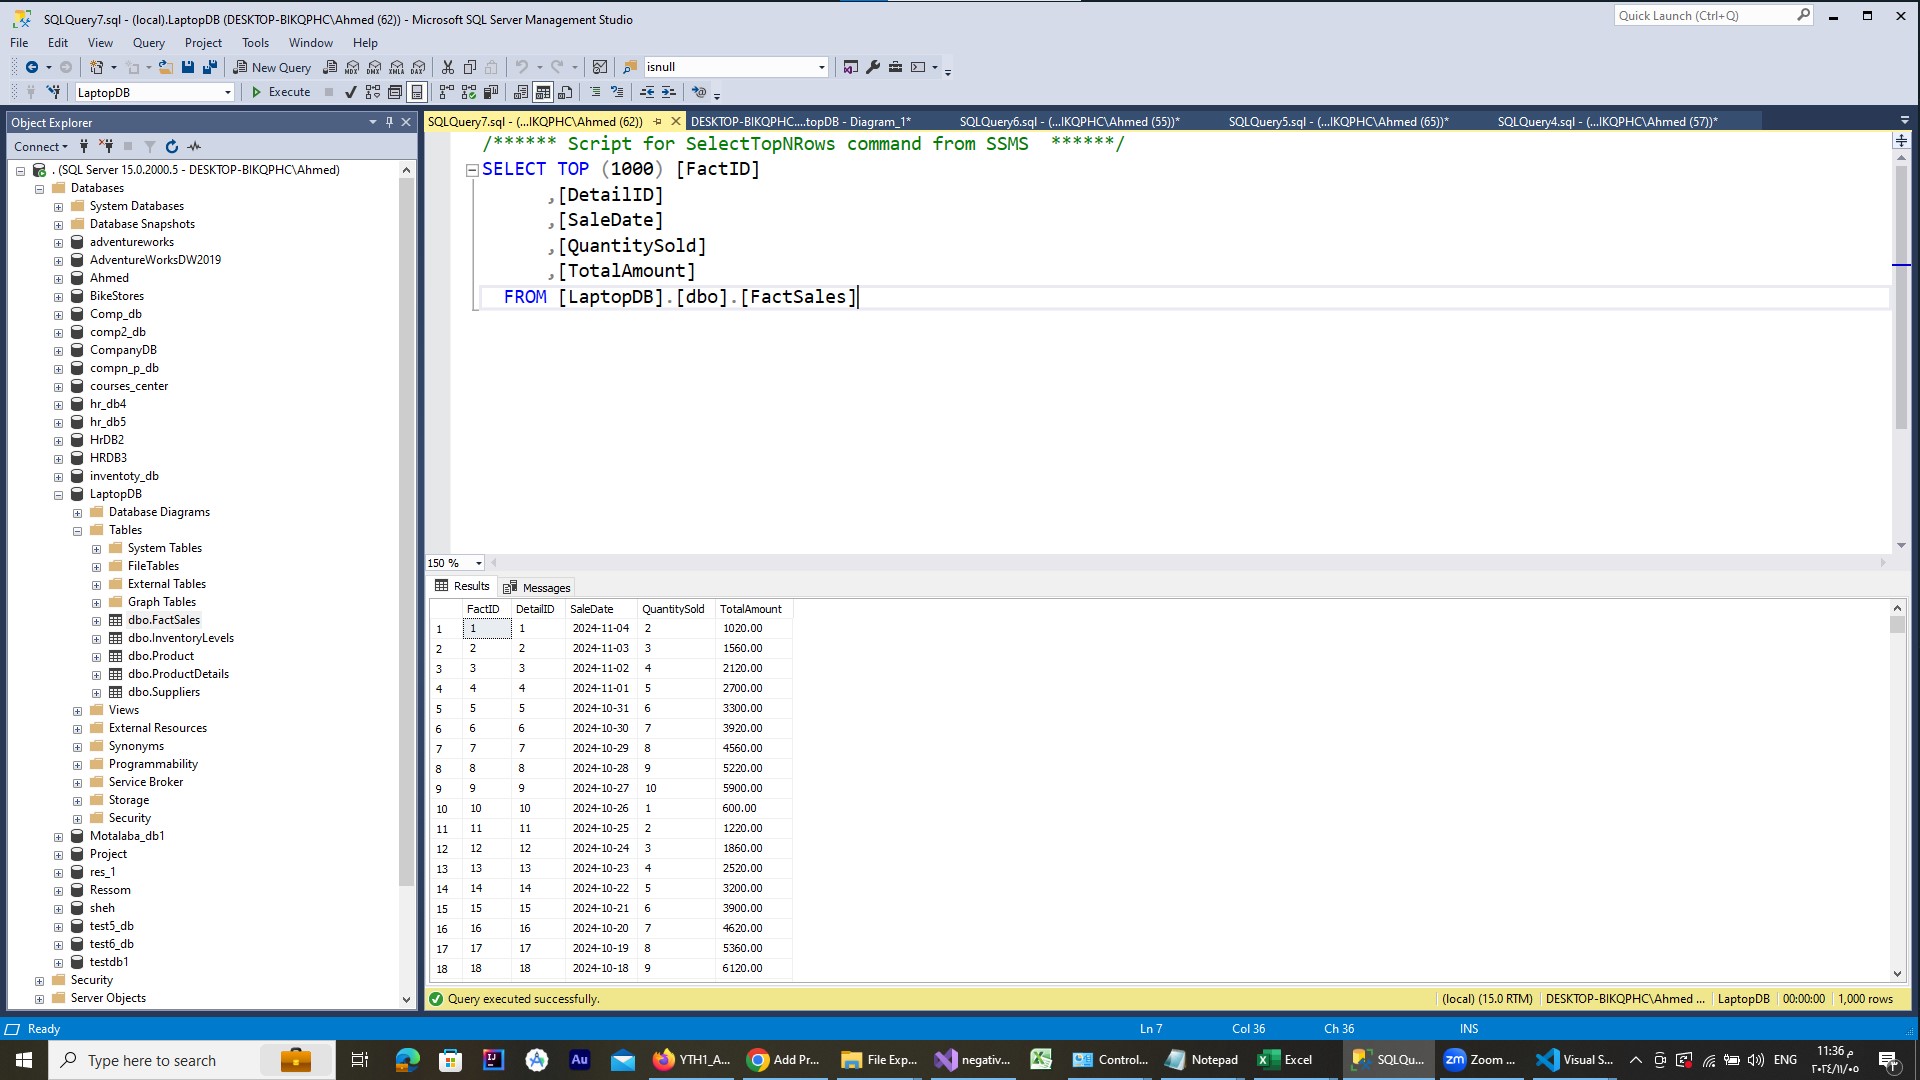 SQLQuery7.sql - (local).LaptopDB (DESKTOP-BIKQPHC\Ahmed (62)) - Microsoft SQL Server Management Studio
Quick Launch (Ctrl+Q)
File Edit View Query Project Tools Window Help
New Query
isnull
LaptopDB
Execute
Object Explorer
Connect
. (SQL Server 15.0.2000.5 - DESKTOP-BIKQPHC\Ahmed)
Databases
System Databases
Database Snapshots
adventureworks
AdventureWorksDW2019
Ahmed
BikeStores
Comp_db
comp2_db
CompanyDB
compn_p_db
courses_center
hr_db4
hr_db5
HrDB2
HRDB3
inventoty_db
LaptopDB
Database Diagrams
Tables
System Tables
FileTables
External Tables
Graph Tables
dbo.FactSales
dbo.InventoryLevels
dbo.Product
dbo.ProductDetails
dbo.Suppliers
Views
External Resources
Synonyms
Programmability
Service Broker
Storage
Security
Motalaba_db1
Project
res_1
Ressom
sheh
test5_db
test6_db
testdb1
Security
Server Objects
SQLQuery7.sql - (...IKQPHC\Ahmed (62)) DESKTOP-BIKQPHC....topDB - Diagram_1* SQLQuery6.sql - (...IKQPHC\Ahmed (55))* SQLQuery5.sql - (...IKQPHC\Ahmed (65))* SQLQuery4.sql - (...IKQPHC\Ahmed (57))*
/****** Script for SelectTopNRows command from SSMS ******/
SELECT TOP (1000) [FactID]
,[DetailID]
,[SaleDate]
,[QuantitySold]
,[TotalAmount]
FROM [LaptopDB].[dbo].[FactSales]
150 %
Results Messages
FactID DetailID SaleDate QuantitySold TotalAmount
1 1 1 2024-11-04 2 1020.00
2 2 2 2024-11-03 3 1560.00
3 3 3 2024-11-02 4 2120.00
4 4 4 2024-11-01 5 2700.00
5 5 5 2024-10-31 6 3300.00
6 6 6 2024-10-30 7 3920.00
7 7 7 2024-10-29 8 4560.00
8 8 8 2024-10-28 9 5220.00
9 9 9 2024-10-27 10 5900.00
10 10 10 2024-10-26 1 600.00
11 11 11 2024-10-25 2 1220.00
12 12 12 2024-10-24 3 1860.00
13 13 13 2024-10-23 4 2520.00
14 14 14 2024-10-22 5 3200.00
15 15 15 2024-10-21 6 3900.00
16 16 16 2024-10-20 7 4620.00
17 17 17 2024-10-19 8 5360.00
18 18 18 2024-10-18 9 6120.00
Query executed successfully. (local) (15.0 RTM) DESKTOP-BIKQPHC\Ahmed ... LaptopDB 00:00:00 1,000 rows
Ready Ln 7 Col 36 Ch 36 INS
Type here to search YTH1_A... Add Pr... File Exp... negativ... Control... Notepad Excel SQLQu... Zoom ... Visual S... ENG
11:36 م
٢٠٢٤/١١/٠٥